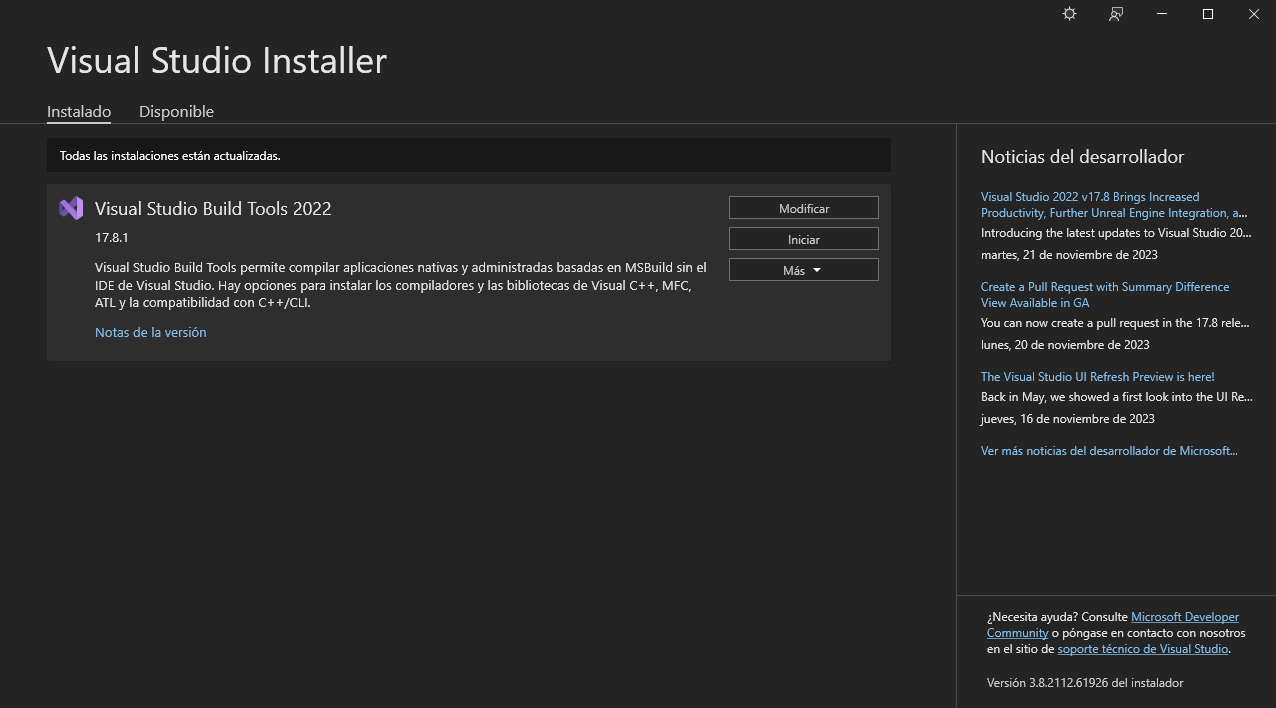 Visual Studio Installer
Instalado
Disponible
Todas las instalaciones están actualizadas.
Visual Studio Build Tools 2022
17.8.1
Visual Studio Build Tools permite compilar aplicaciones nativas y administradas basadas en MSBuild sin el
IDE de Visual Studio. Hay opciones para instalar los compiladores y las bibliotecas de Visual C++, MFC,
ATL y la compatibilidad con C++/CLI.
Notas de la versión
Modificar
Iniciar
Más
Noticias del desarrollador
Visual Studio 2022 v17.8 Brings Increased
Productivity, Further Unreal Engine Integration, a...
Introducing the latest updates to Visual Studio 20...
martes, 21 de noviembre de 2023
Create a Pull Request with Summary Difference
View Available in GA
You can now create a pull request in the 17.8 rele...
lunes, 20 de noviembre de 2023
The Visual Studio UI Refresh Preview is here!
Back in May, we showed a first look into the UI Re...
jueves, 16 de noviembre de 2023
Ver más noticias del desarrollador de Microsoft...
¿Necesita ayuda? Consulte Microsoft Developer
Community o póngase en contacto con nosotros
en el sitio de soporte técnico de Visual Studio.
Versión 3.8.2112.61926 del instalador